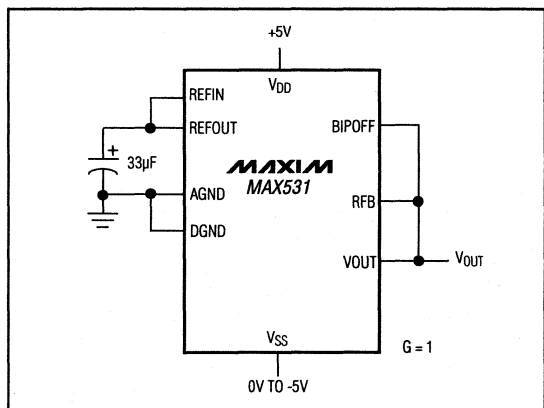 +5V
VDD
REFIN
REFOUT
BIPOFF
+
33µF
MAXIM
MAX531
AGND
RFB
DGND
VOUT
VOUT
VSS
G = 1
0V TO -5V